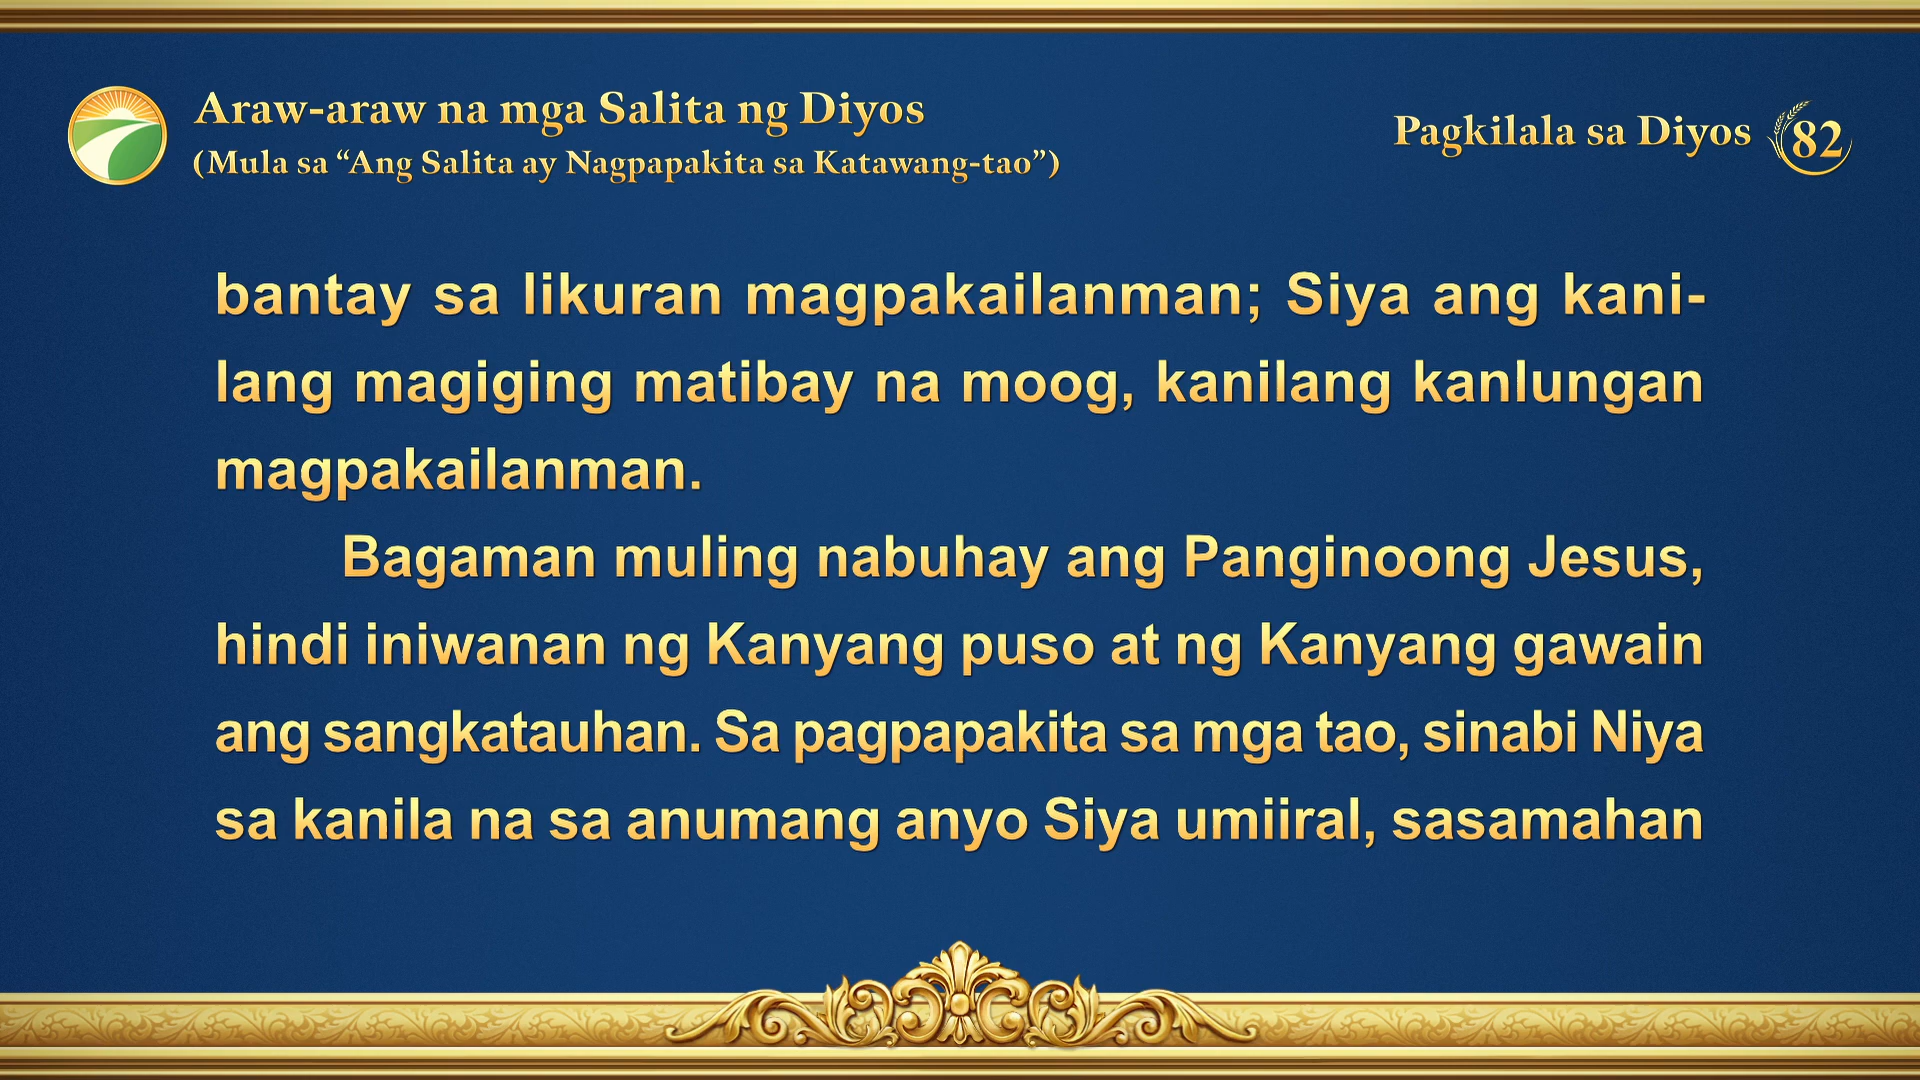 Araw-araw na mga Salita ng Diyos
(Mula sa “Ang Salita ay Nagpapakita sa Katawang-tao”)
Pagkilala sa Diyos 82
bantay sa likuran magpakailanman; Siya ang kani-
lang magiging matibay na moog, kanilang kanlungan
magpakailanman.
Bagaman muling nabuhay ang Panginoong Jesus,
hindi iniwanan ng Kanyang puso at ng Kanyang gawain
ang sangkatauhan. Sa pagpapakita sa mga tao, sinabi Niya
sa kanila na sa anumang anyo Siya umiiral, sasamahan